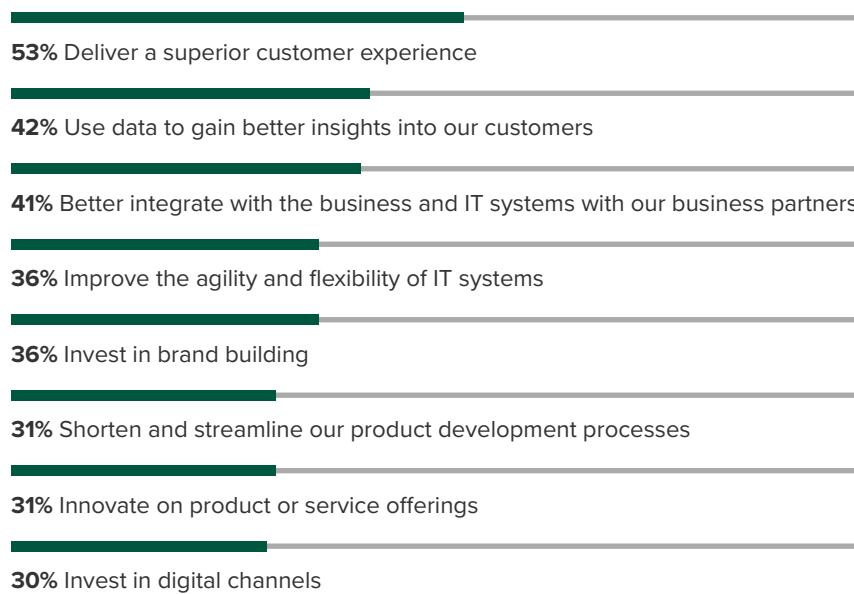 53% Deliver a superior customer experience
42% Use data to gain better insights into our customers
41% Better integrate with the business and IT systems with our business partners
36% Improve the agility and flexibility of IT systems
36% Invest in brand building
31% Shorten and streamline our product development processes
31% Innovate on product or service offerings
30% Invest in digital channels